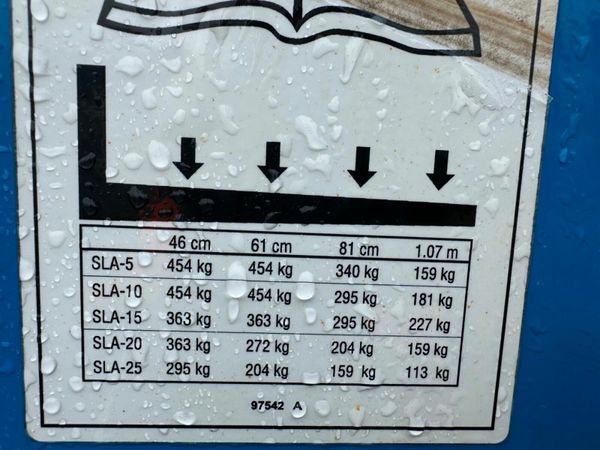 46 cm 61 cm 81 cm 1.07 m
SLA-5 454 kg 454 kg 340 kg 159 kg
SLA-10 454 kg 454 kg 295 kg 181 kg
SLA-15 363 kg 363 kg 295 kg 227 kg
SLA-20 363 kg 272 kg 204 kg 159 kg
SLA-25 295 kg 204 kg 159 kg 113 kg
97542 A